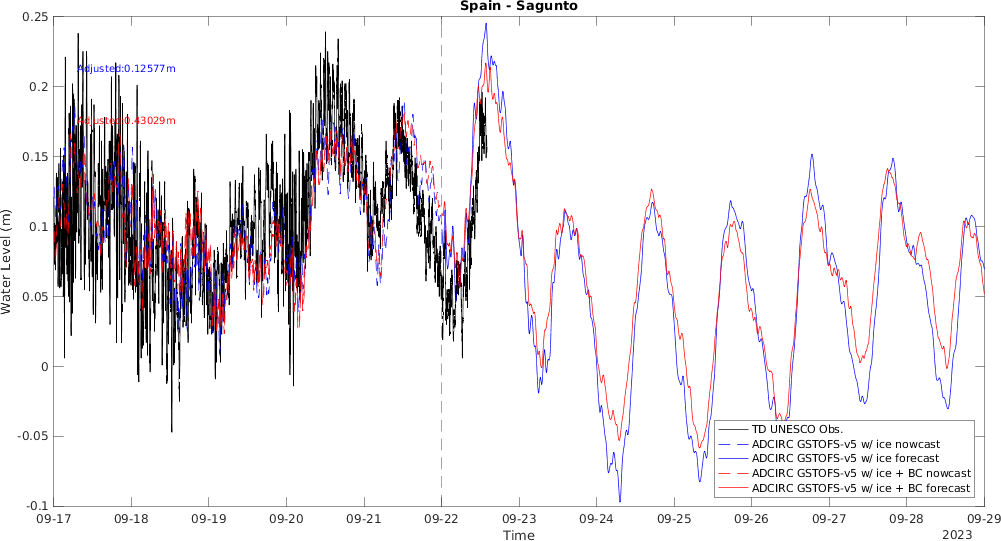 Spain - Sagunto
0.25
0.2
0.15
0.1
0.05
0
-0.05
-0.1
Water Level (m)
Adjusted:0.12577m
Adjusted:0.43029m
TD UNESCO Obs.
ADCIRC GSTOFS-v5 w/ ice nowcast
ADCIRC GSTOFS-v5 w/ ice forecast
ADCIRC GSTOFS-v5 w/ ice + BC nowcast
ADCIRC GSTOFS-v5 w/ ice + BC forecast
09-17 09-18 09-19 09-20 09-21 09-22 09-23 09-24 09-25 09-26 09-27 09-28 09-29
Time
2023